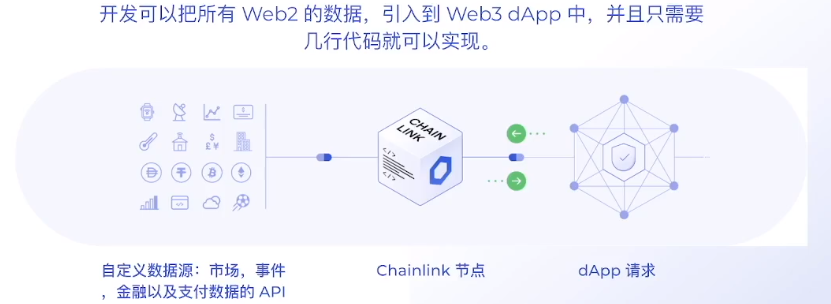 开发可以把所有 Web2 的数据，引入到 Web3 dApp 中，并且只需要
几行代码就可以实现。
CHAIN
LINK
自定义数据源：市场，事件
，金融以及支付数据的 API
Chainlink 节点
dApp 请求